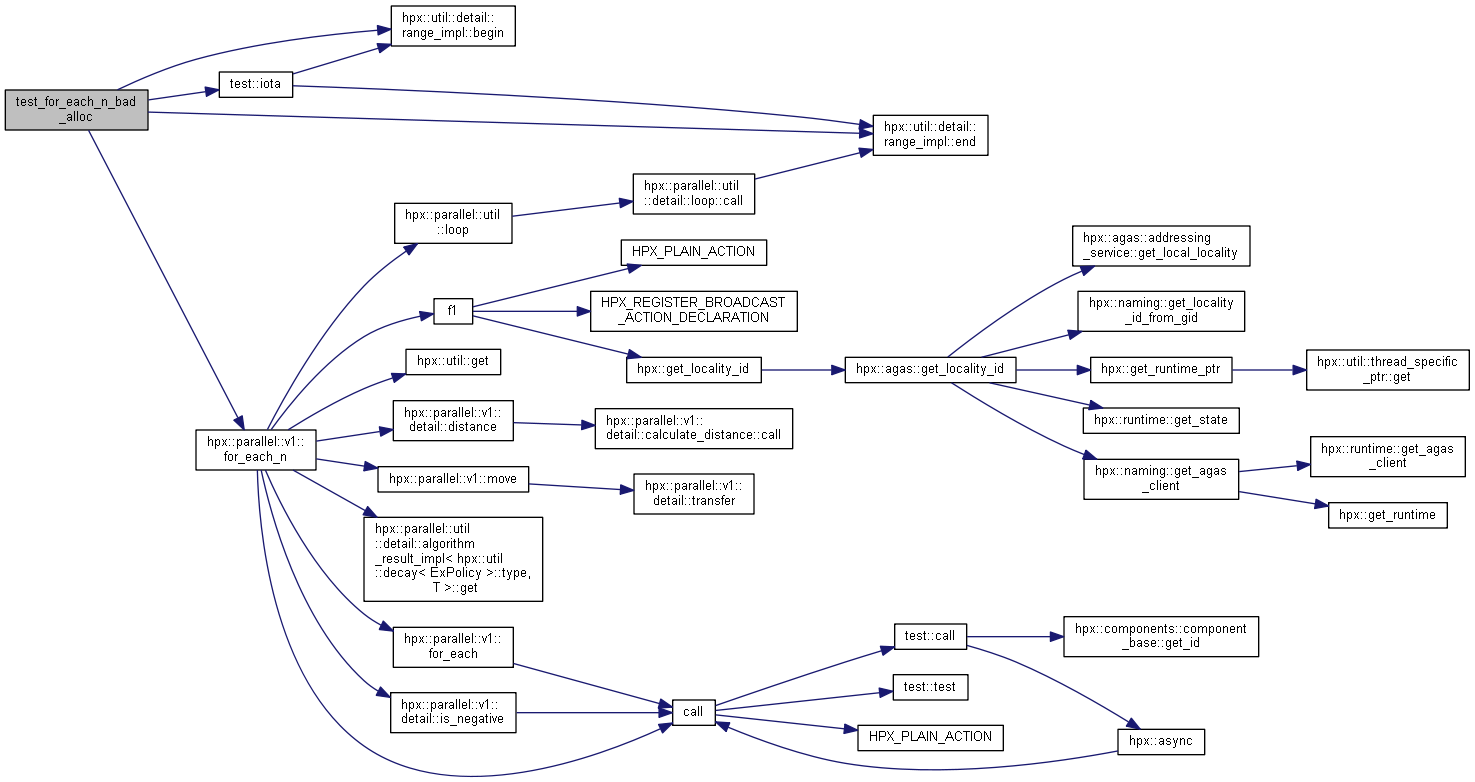 test_for_each_n_bad
_alloc
hpx::util::detail::
range_impl::begin
test::iota
hpx::util::detail::
range_impl::end
hpx::parallel::v1::
for_each_n
hpx::parallel::util
::loop
hpx::parallel::util
::detail::loop::call
f1
HPX_PLAIN_ACTION
HPX_REGISTER_BROADCAST
_ACTION_DECLARATION
hpx::get_locality_id
hpx::agas::get_locality_id
hpx::agas::addressing
_service::get_local_locality
hpx::naming::get_locality
_id_from_gid
hpx::get_runtime_ptr
hpx::util::thread_specific
_ptr::get
hpx::runtime::get_state
hpx::naming::get_agas
_client
hpx::runtime::get_agas
_client
hpx::get_runtime
hpx::util::get
hpx::parallel::v1::
detail::distance
hpx::parallel::v1::
detail::calculate_distance::call
hpx::parallel::v1::move
hpx::parallel::v1::
detail::transfer
hpx::parallel::util
::detail::algorithm
_result_impl< hpx::util
::decay< ExPolicy >::type,
T >::get
hpx::parallel::v1::
for_each
hpx::parallel::v1::
detail::is_negative
call
test::call
hpx::components::component
_base::get_id
test::test
HPX_PLAIN_ACTION
hpx::async